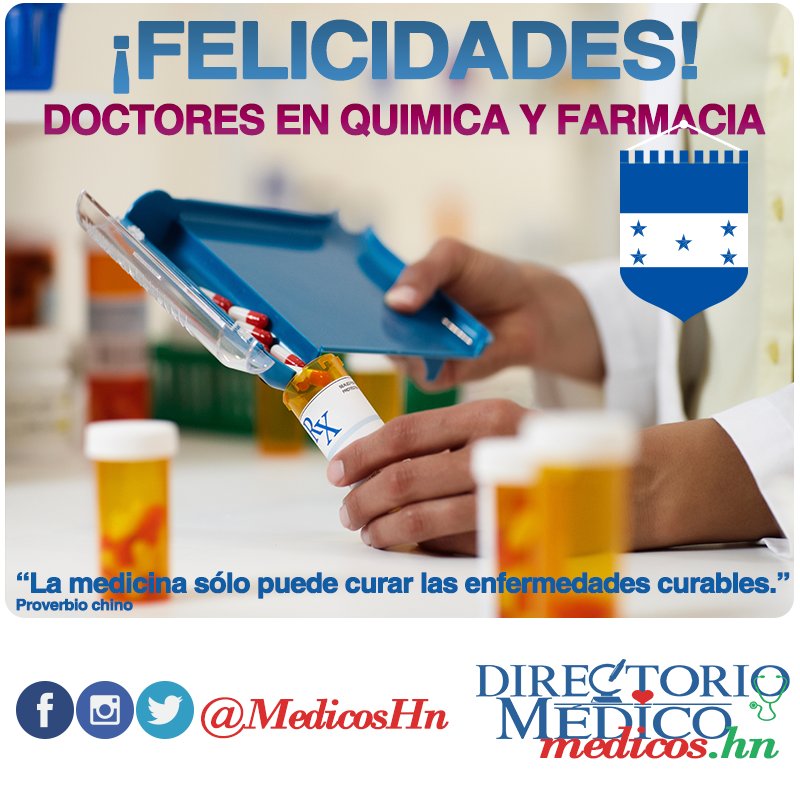 ¡FELICIDADES!
DOCTORES EN QUIMICA Y FARMACIA
RX
“La medicina sólo puede curar las enfermedades curables.”
Proverbio chino
@MedicosHn
DIRECTORIO
MÉDICO
medicos.hn